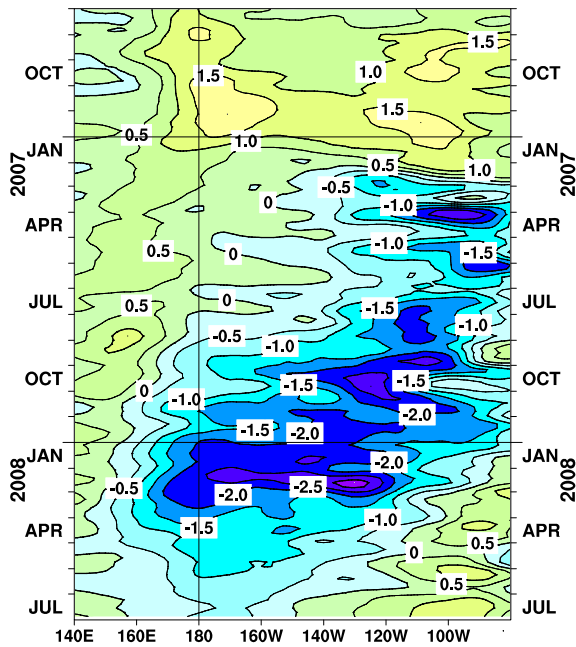 1.5
OCT 1.5 1.0 OCT
1.5
0.5 1.0
JAN 0.5 1.0 JAN
2007 -0.5 2007
0 -1.0
APR APR
0.5 0 -1.0 -1.5
JUL 0.5 0 -1.5 JUL
-0.5 -1.0 -1.0
OCT 0 -1.0 -1.5 -1.5 OCT
-1.5 -2.0 -2.0
JAN -2.0 JAN
2008 -0.5 -2.0 -2.5 2008
APR -1.5 -1.0 APR
0 0.5
0.5
JUL JUL
140E 160E 180 160W 140W 120W 100W